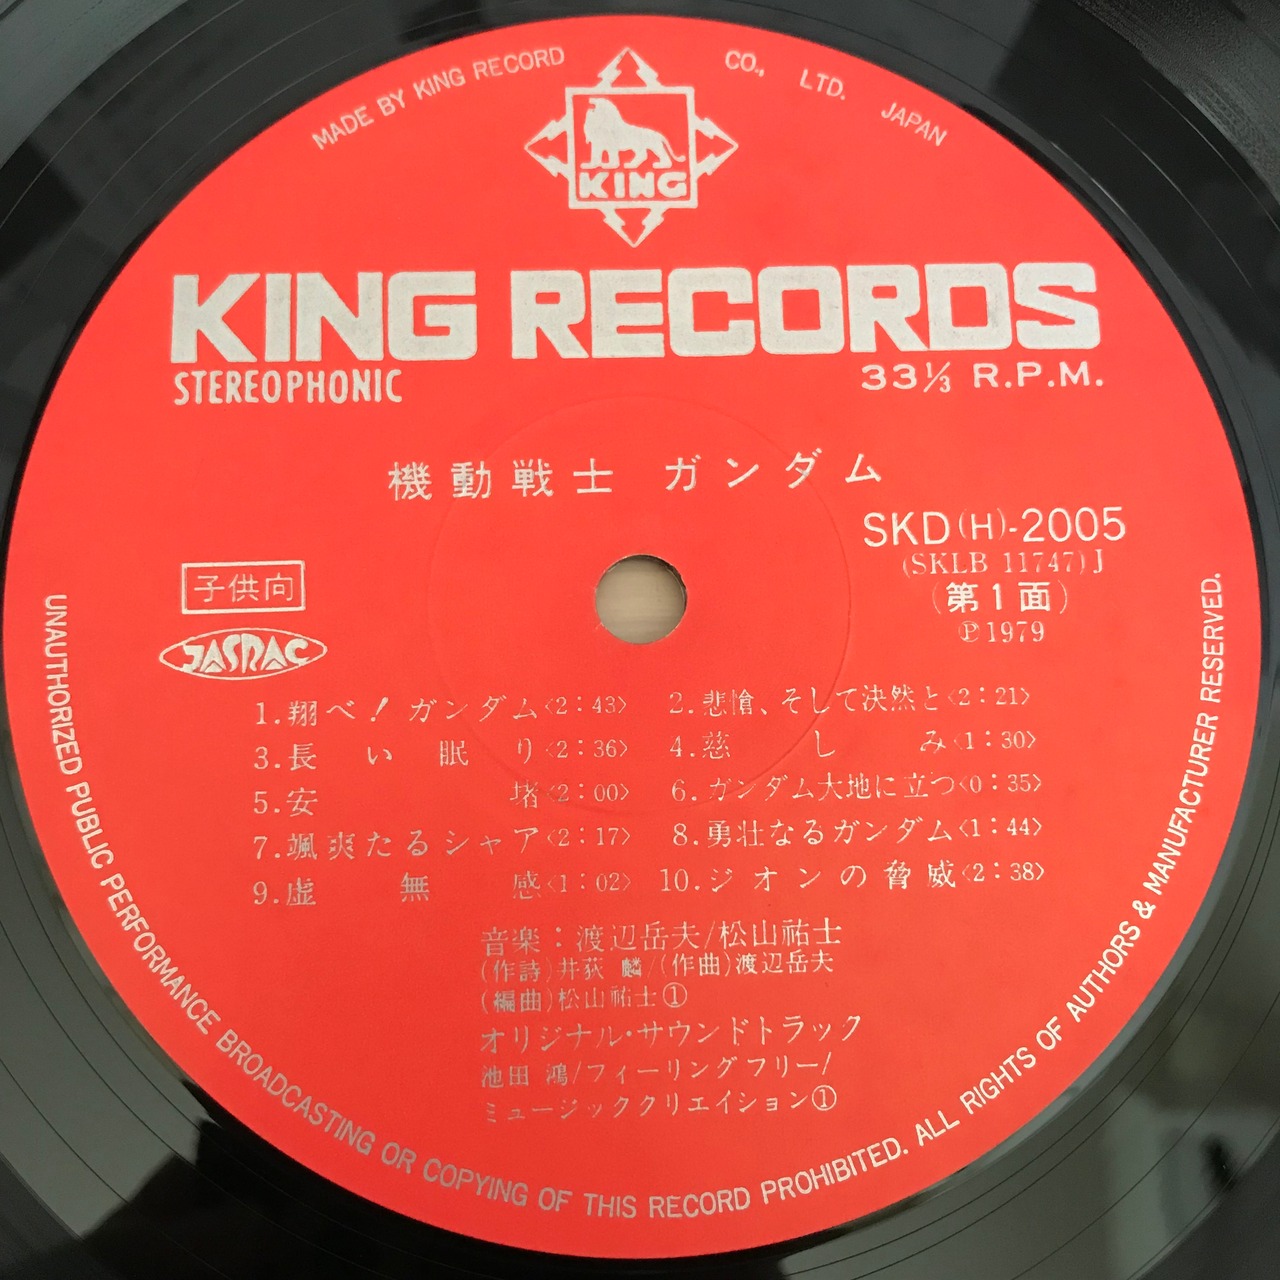 MADE BY KING RECORD CO., LTD. JAPAN
KING
KING RECORDS
STEREOPHONIC
33⅓ R.P.M.
機動戦士 ガンダム
SKD(H)-2005
(SKLB 11747)J
(第1面)
Ⓟ1979
子供向
JASRAC
1.翔べ!ガンダム<2:43> 2.悲愴、そして決然と<2:21>
3.長い眠り<2:36> 4.慈しみ<1:30>
5.安堵<2:00> 6.ガンダム大地に立つ<0:35>
7.颯爽たるシャア<2:17> 8.勇壮なるガンダム<1:44>
9.虚無感<1:02> 10.ジオンの脅威<2:38>
音楽:渡辺岳夫/松山祐士
(作詩)井荻 麟/(作曲)渡辺岳夫
(編曲)松山祐士①
オリジナル・サウンドトラック
池田 鴻/フィーリングフリー/
ミュージッククリエイション①
UNAUTHORIZED PUBLIC PERFORMANCE BROADCASTING OR COPYING OF THIS RECORD PROHIBITED. ALL RIGHTS OF AUTHORS & MANUFACTURER RESERVED.